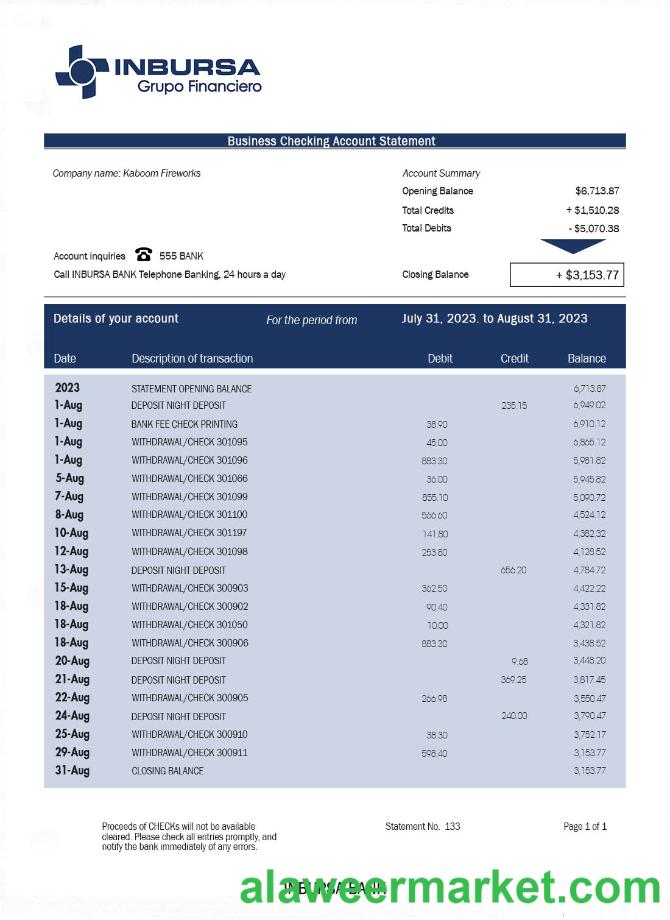 INBURSA
Grupo Financiero
Business Checking Account Statement
Company name: Kaboom Fireworks
Account Summary
Opening Balance $6,713.87
Total Credits + $1,510.28
Total Debits - $5,070.38
Account inquiries 555 BANK
Call INBURSA BANK Telephone Banking, 24 hours a day
Closing Balance + $3,153.77
Details of your account For the period from July 31, 2023. to August 31, 2023
Date Description of transaction Debit Credit Balance
2023 STATEMENT OPENING BALANCE 6,713.87
1-Aug DEPOSIT NIGHT DEPOSIT 235.15 6,949.02
1-Aug BANK FEE CHECK PRINTING 38.90 6,910.12
1-Aug WITHDRAWAL/CHECK 301095 45.00 6,865.12
1-Aug WITHDRAWAL/CHECK 301096 883.30 5,981.82
5-Aug WITHDRAWAL/CHECK 301066 36.00 5,945.82
7-Aug WITHDRAWAL/CHECK 301099 855.10 5,090.72
8-Aug WITHDRAWAL/CHECK 301100 566.60 4,524.12
10-Aug WITHDRAWAL/CHECK 301197 141.80 4,382.32
12-Aug WITHDRAWAL/CHECK 301098 253.80 4,128.52
13-Aug DEPOSIT NIGHT DEPOSIT 656.20 4,784.72
15-Aug WITHDRAWAL/CHECK 300903 362.50 4,422.22
18-Aug WITHDRAWAL/CHECK 300902 90.40 4,331.82
18-Aug WITHDRAWAL/CHECK 301050 10.00 4,321.82
18-Aug WITHDRAWAL/CHECK 300906 883.30 3,438.52
20-Aug DEPOSIT NIGHT DEPOSIT 9.68 3,448.20
21-Aug DEPOSIT NIGHT DEPOSIT 369.25 3,817.45
22-Aug WITHDRAWAL/CHECK 300905 266.98 3,550.47
24-Aug DEPOSIT NIGHT DEPOSIT 240.00 3,790.47
25-Aug WITHDRAWAL/CHECK 300910 38.30 3,752.17
29-Aug WITHDRAWAL/CHECK 300911 598.40 3,153.77
31-Aug CLOSING BALANCE 3,153.77
Proceeds of CHECKs will not be available
cleared. Please check all entries promptly, and
notify the bank immediately of any errors.
Statement No. 133
Page 1 of 1
INBURSA BANK
alaweermarket.com